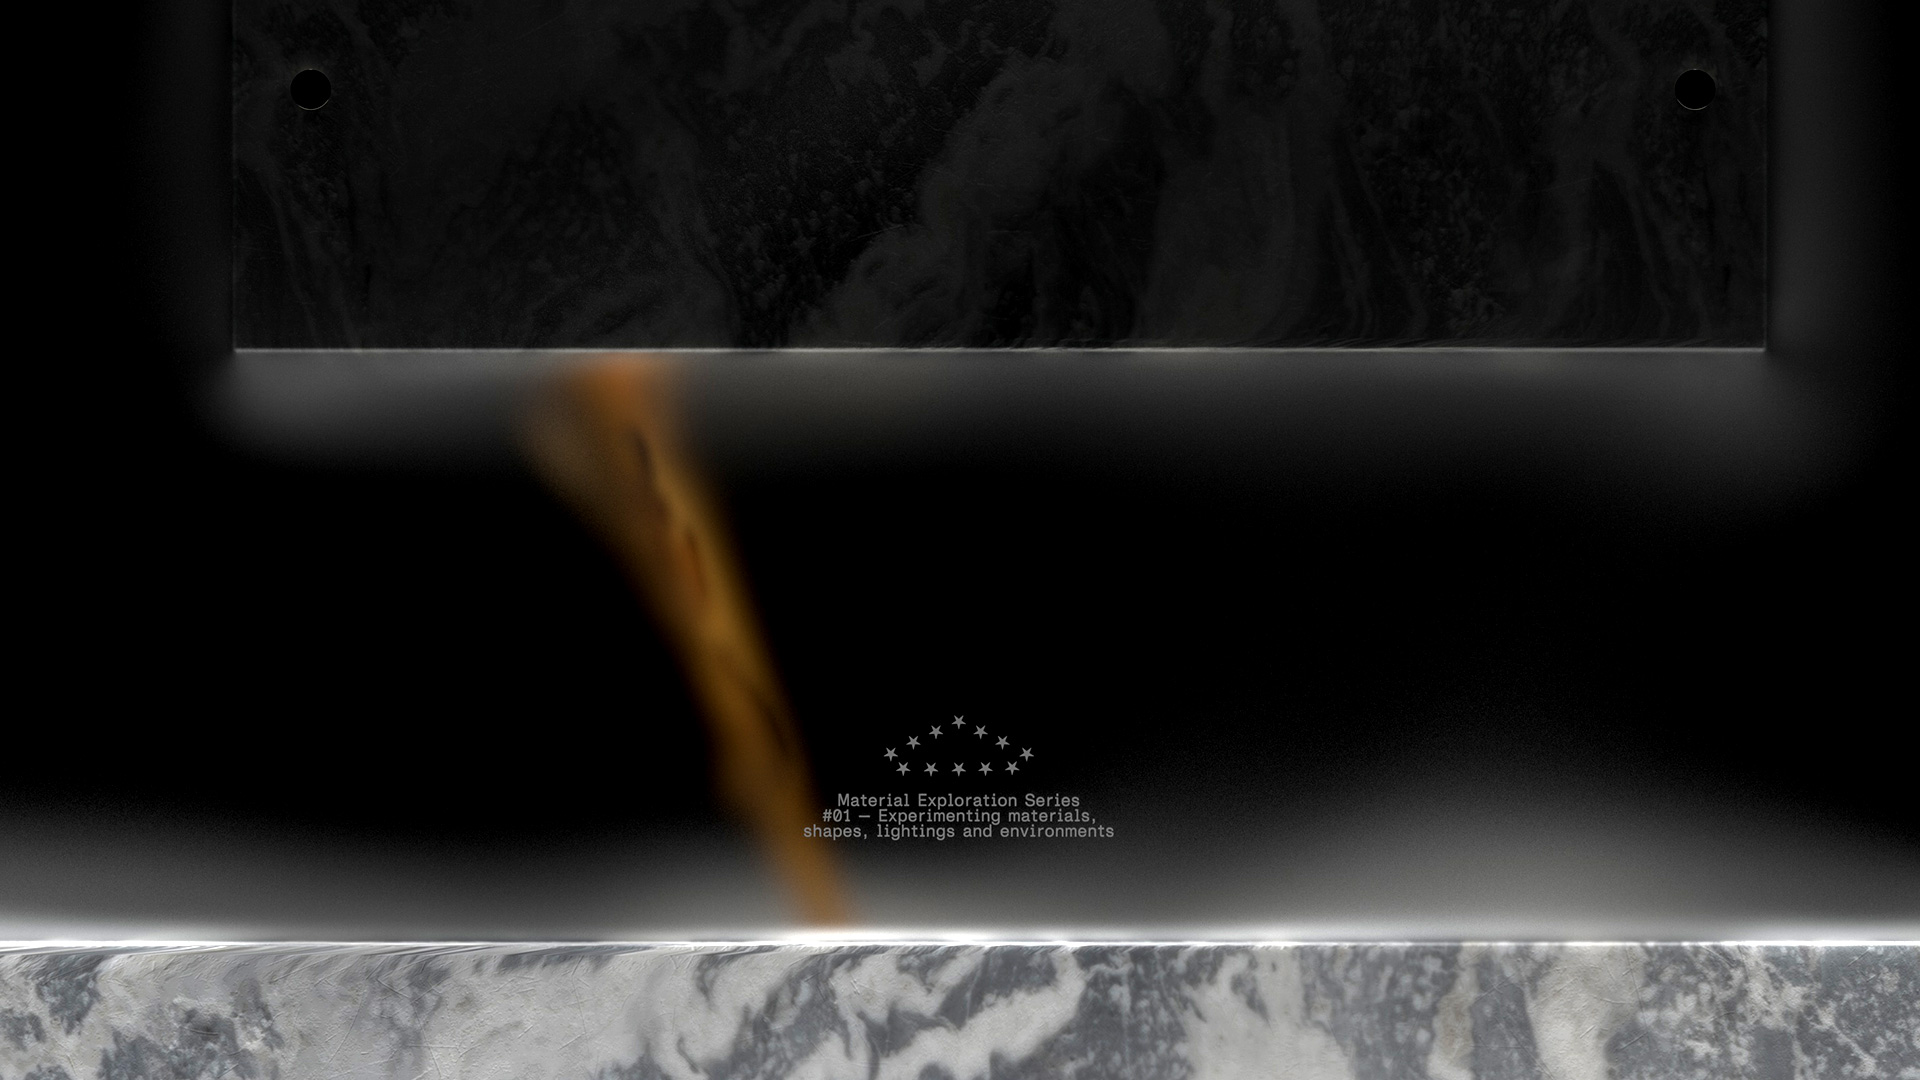 Material Exploration Series
#01 — Experimenting materials,
shapes, lightings and environments